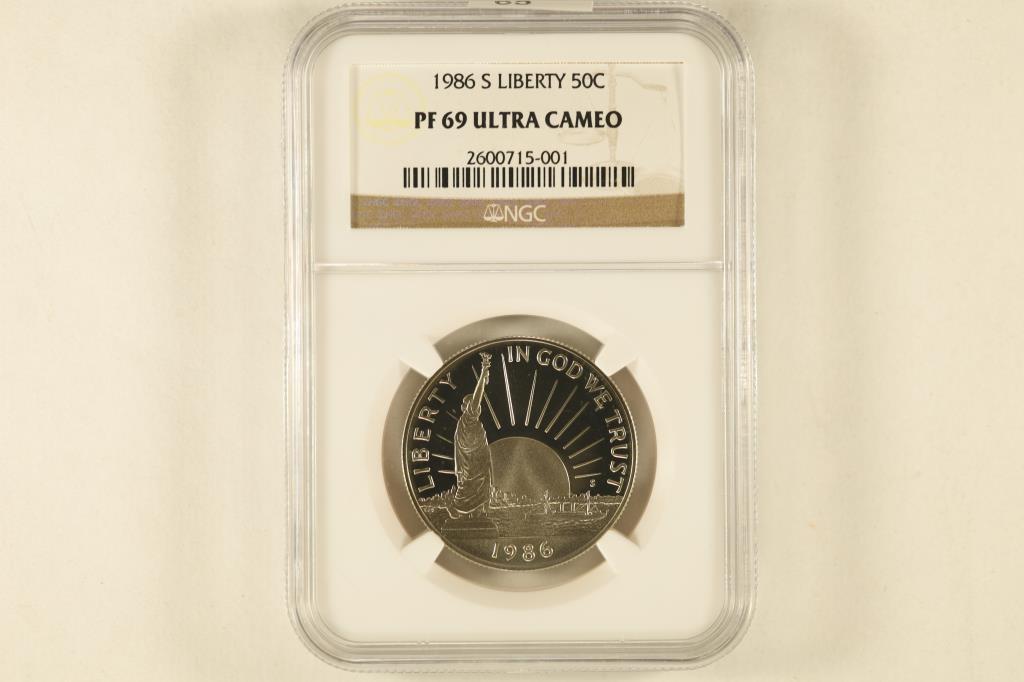 1986 S LIBERTY 50C
PF 69 ULTRA CAMEO
2600715-001
NGC
LIBERTY
IN GOD WE TRUST
S
1986